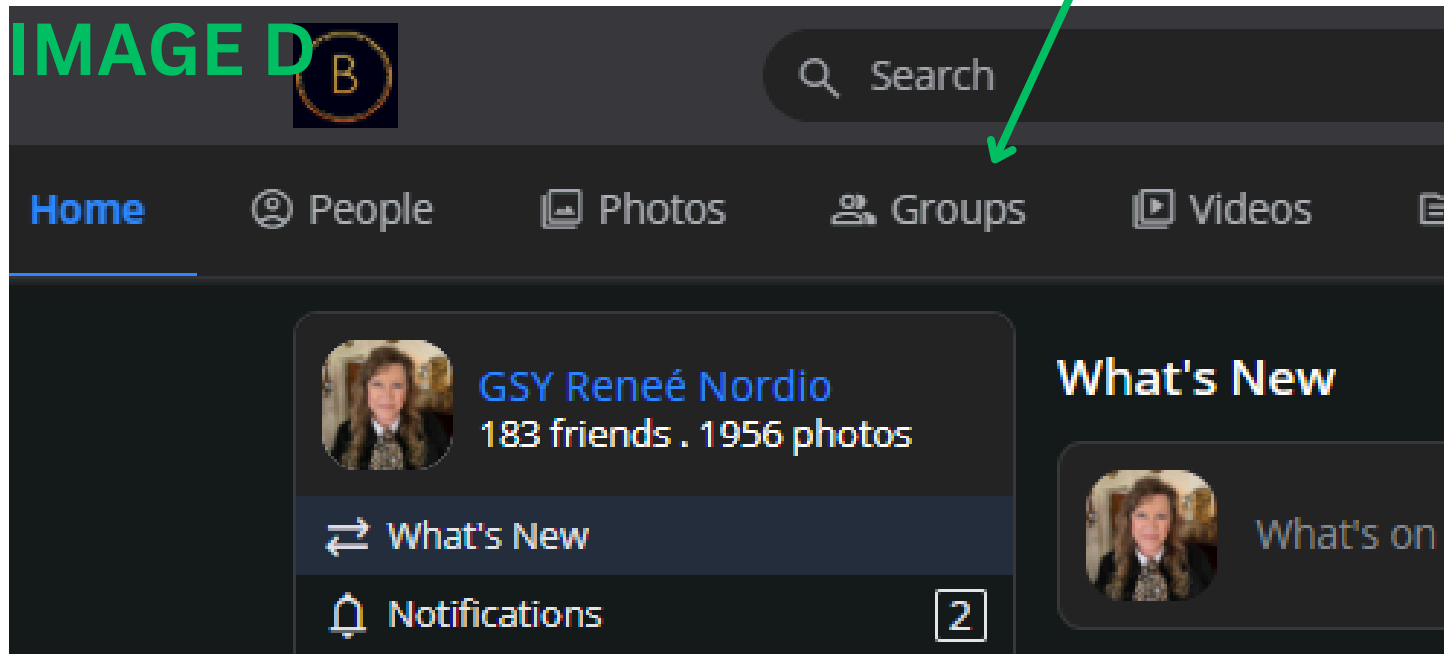 IMAGE D
B
Search
Home People Photos Groups Videos
GSY Reneé Nordio
183 friends . 1956 photos
What's New
Notifications 2
What's New
What's on